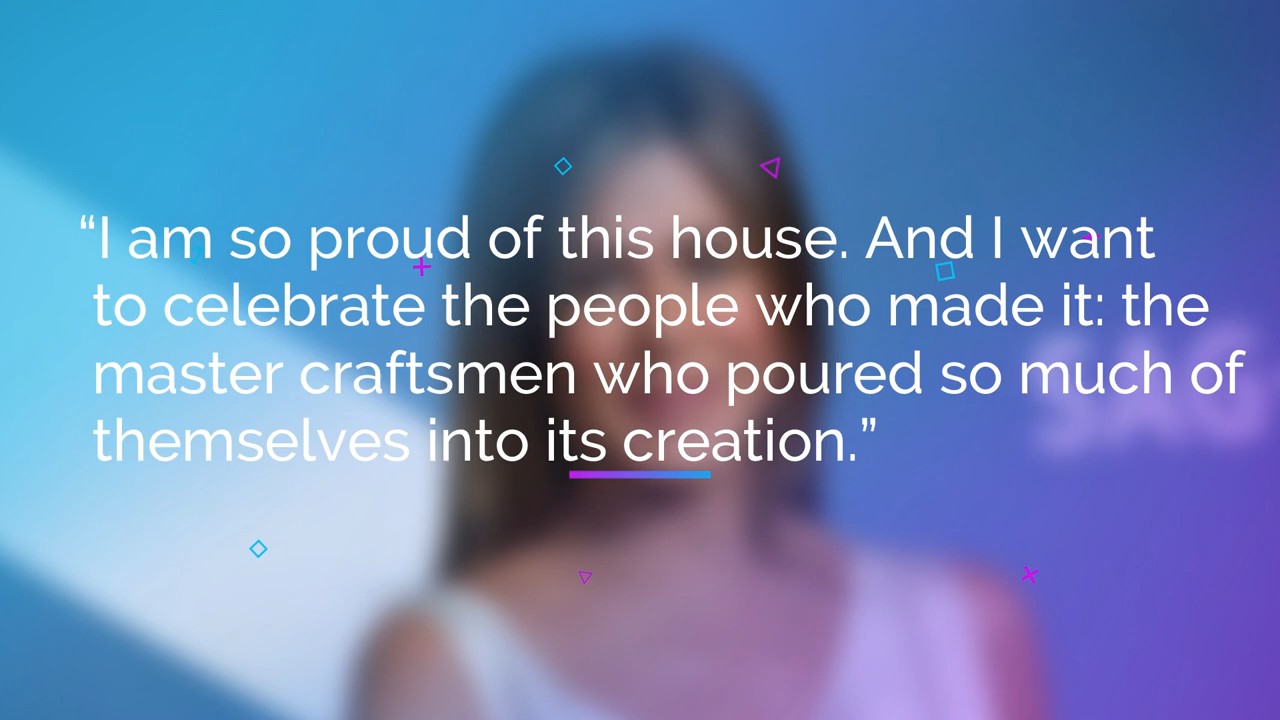 “I am so proud of this house. And I want
to celebrate the people who made it: the
master craftsmen who poured so much of
themselves into its creation.”
SAG